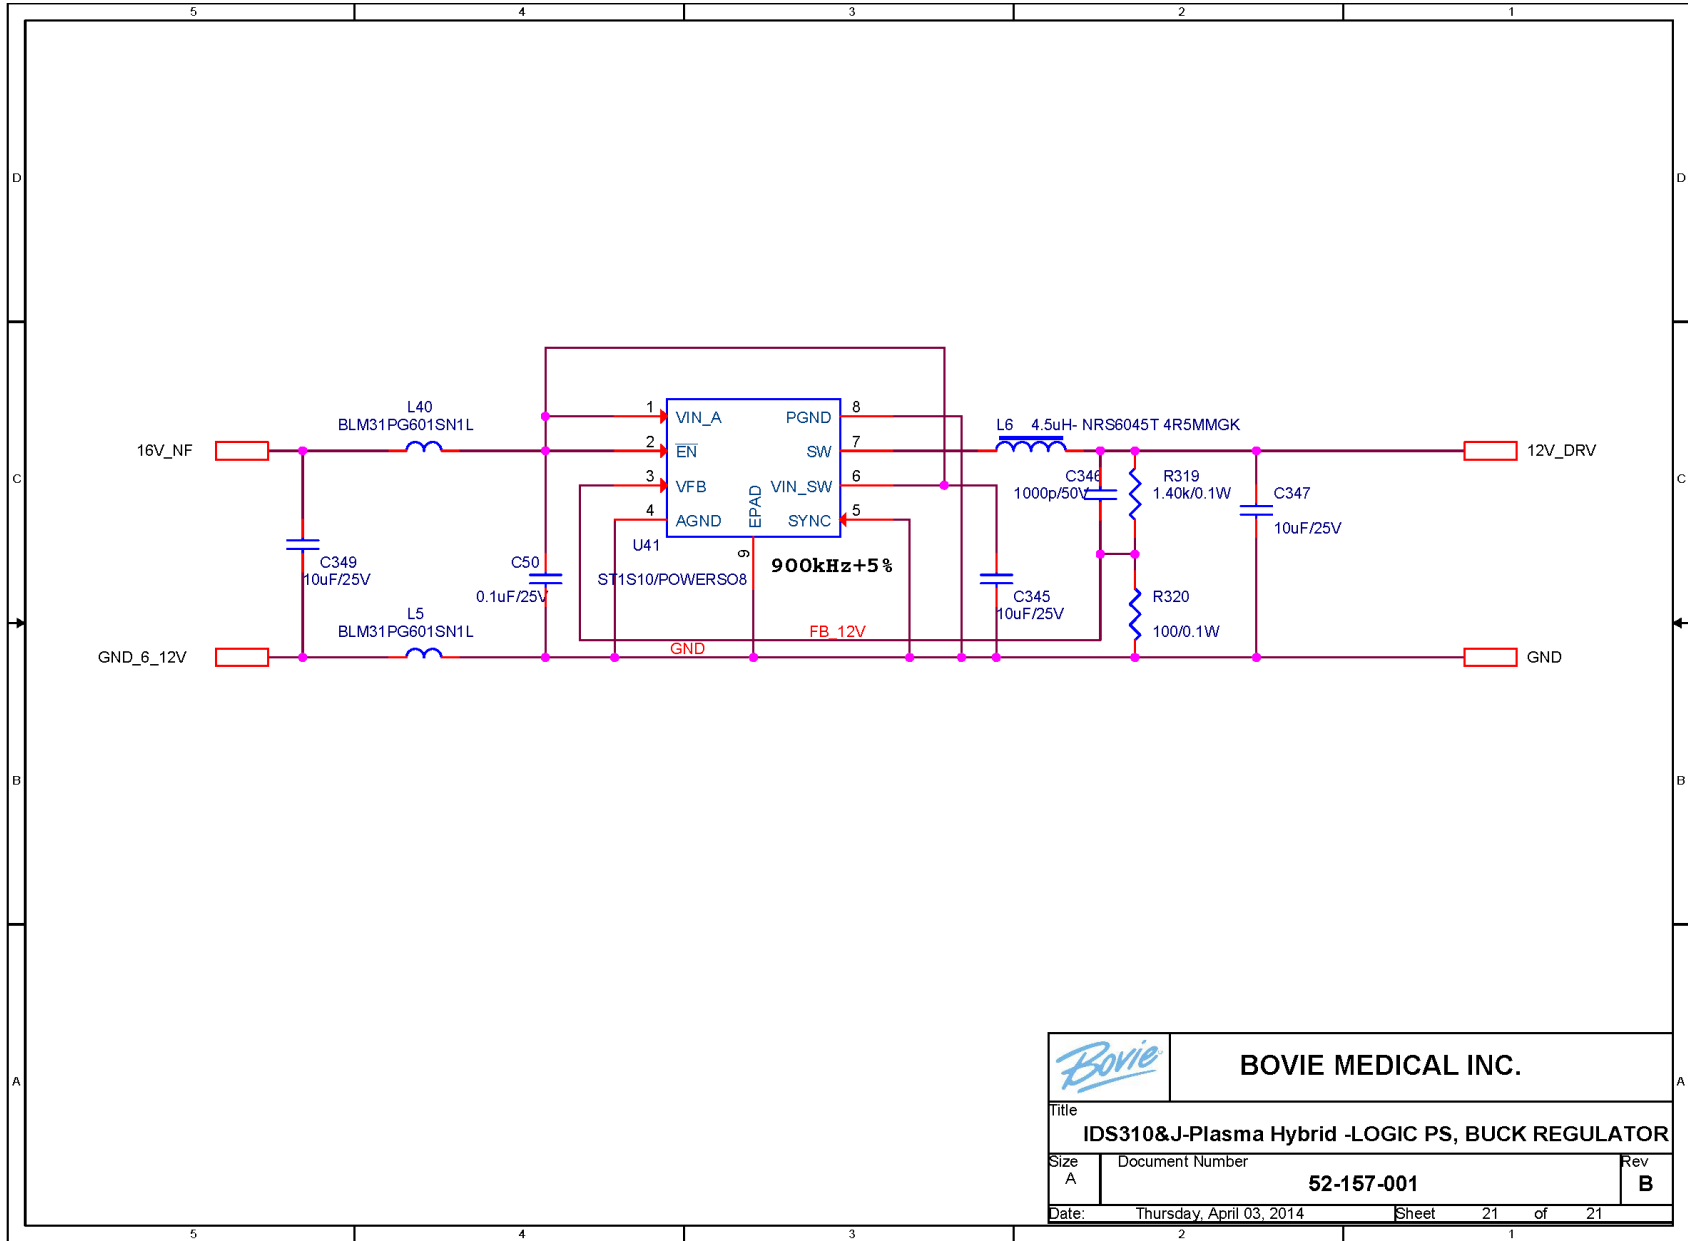 5 4 3 2 1
D D
C C
B B
A A
L40
BLM31PG601SN1L
16V_NF
1 VIN_A PGND 8
2 EN SW 7
3 VFB VIN_SW 6
4 AGND EPAD SYNC 5
9
U41
ST1S10/POWERSO8
900kHz+5%
L6 4.5uH- NRS6045T 4R5MMGK
12V_DRV
C346
1000p/50V
R319
1.40k/0.1W
C347
10uF/25V
C349
10uF/25V
C50
0.1uF/25V
C345
10uF/25V
R320
100/0.1W
L5
BLM31PG601SN1L
FB_12V
GND
GND_6_12V
GND
Bovie
BOVIE MEDICAL INC.
Title
IDS310&J-Plasma Hybrid -LOGIC PS, BUCK REGULATOR
Size Document Number Rev
A 52-157-001 B
Date: Thursday, April 03, 2014 Sheet 21 of 21
5 4 3 2 1